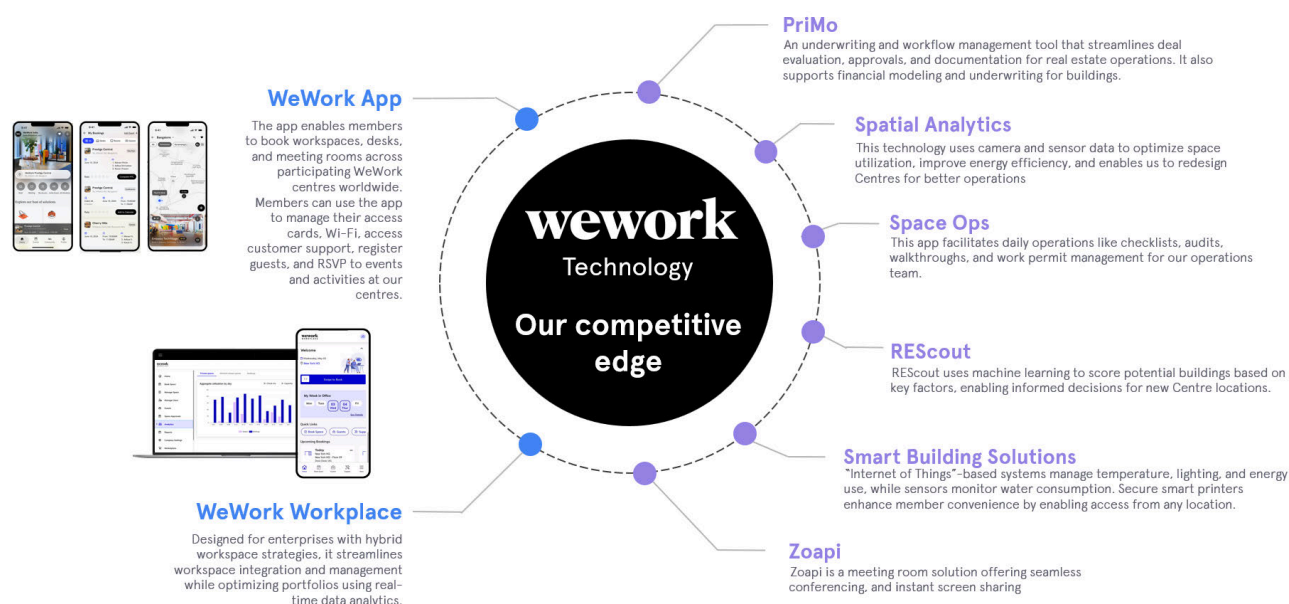 PriMo
An underwriting and workflow management tool that streamlines deal
evaluation, approvals, and documentation for real estate operations. It also
supports financial modeling and underwriting for buildings.
WeWork App
The app enables members
to book workspaces, desks,
and meeting rooms across
participating WeWork
centres worldwide.
Members can use the app
to manage their access
cards, Wi-Fi, access
customer support, register
guests, and RSVP to events
and activities at our
centres.
Spatial Analytics
This technology uses camera and sensor data to optimize space
utilization, improve energy efficiency, and enables us to redesign
Centres for better operations
wework
Technology
Our competitive
edge
Space Ops
This app facilitates daily operations like checklists, audits,
walkthroughs, and work permit management for our operations
team.
REScout
REScout uses machine learning to score potential buildings based on
key factors, enabling informed decisions for new Centre locations.
Welcome
My Week in Office
Quick Links
Upcoming Bookings
Today
Smart Building Solutions
"Internet of Things"-based systems manage temperature, lighting, and energy
use, while sensors monitor water consumption. Secure smart printers
enhance member convenience by enabling access from any location.
WeWork Workplace
Designed for enterprises with hybrid
workspace strategies, it streamlines
workspace integration and management
while optimizing portfolios using real-
time data analytics.
Zoapi
Zoapi is a meeting room solution offering seamless
conferencing, and instant screen sharing